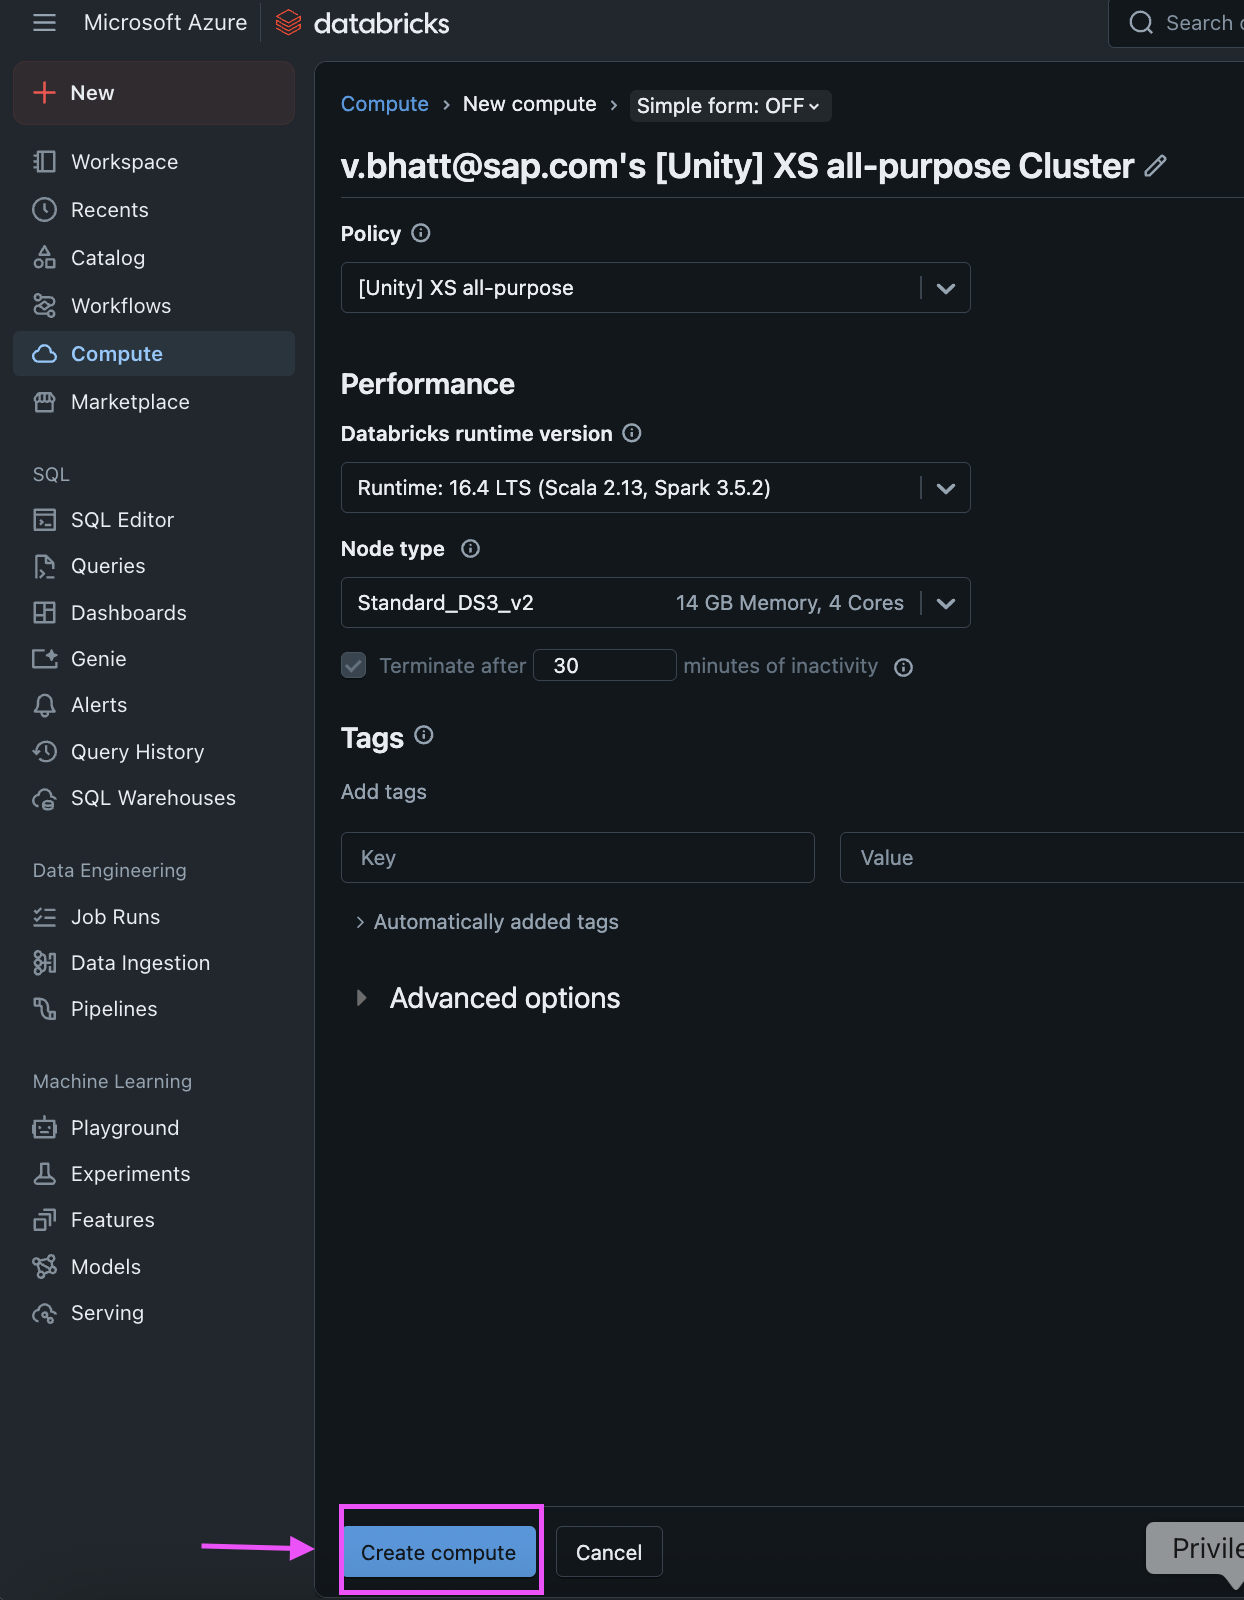 Microsoft Azure
databricks
Search
New
Workspace
Recents
Catalog
Workflows
Compute
Marketplace
SQL
SQL Editor
Queries
Dashboards
Genie
Alerts
Query History
SQL Warehouses
Data Engineering
Job Runs
Data Ingestion
Pipelines
Machine Learning
Playground
Experiments
Features
Models
Serving
Compute › New compute › Simple form: OFF
v.bhatt@sap.com's [Unity] XS all-purpose Cluster
Policy
[Unity] XS all-purpose
Performance
Databricks runtime version
Runtime: 16.4 LTS (Scala 2.13, Spark 3.5.2)
Node type
Standard_DS3_v2 14 GB Memory, 4 Cores
Terminate after 30 minutes of inactivity
Tags
Add tags
Key Value
Automatically added tags
Advanced options
Create compute Cancel